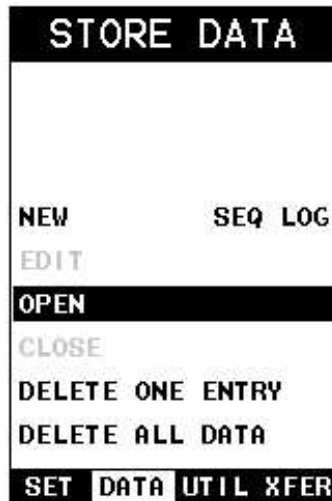 STORE DATA
NEW SEQ LOG
EDIT
OPEN
CLOSE
DELETE ONE ENTRY
DELETE ALL DATA
SET DATA UTIL XFER